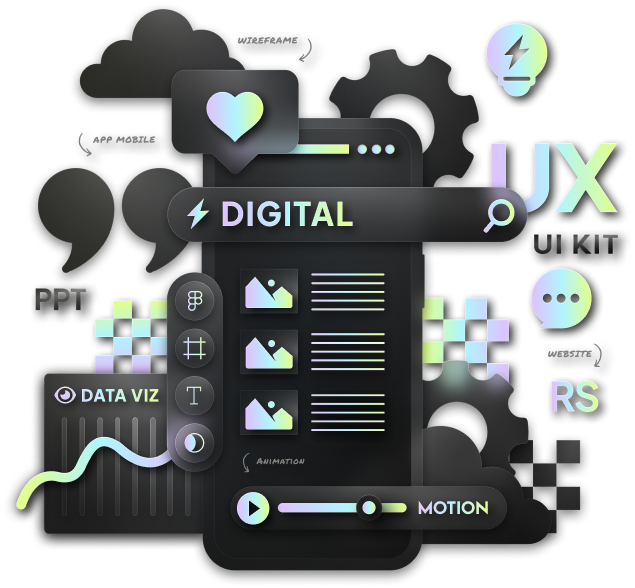 WIREFRAME
APP MOBILE
UX
DIGITAL
UI KIT
PPT
WEBSITE
DATA VIZ
T
RS
ANIMATION
MOTION